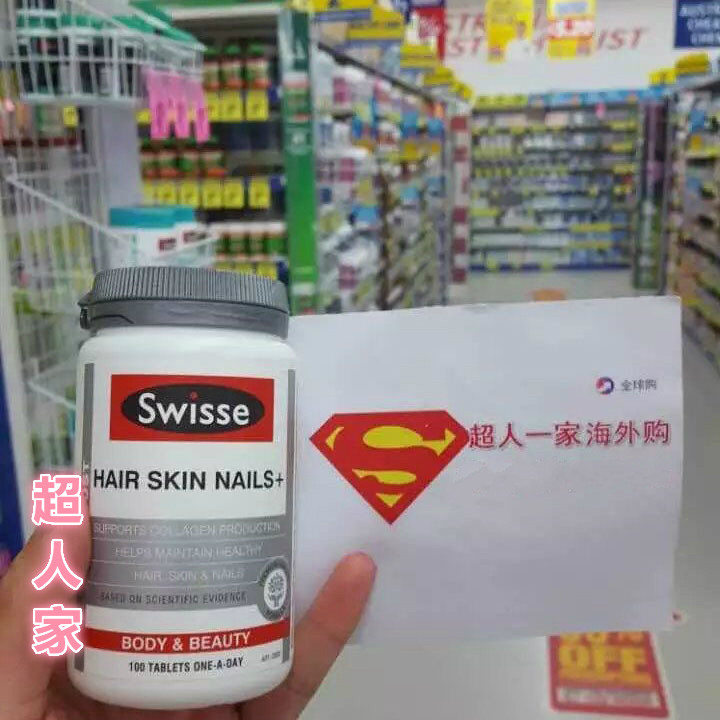 IST
Swisse
HAIR SKIN NAILS+
SUPPORTS COLLAGEN PRODUCTION
HELPS MAINTAIN HEALTHY
HAIR, SKIN & NAILS
BASED ON SCIENTIFIC EVIDENCE
BODY & BEAUTY
100 TABLETS ONE-A-DAY
全球购
超人一家海外购
超人家
OFF